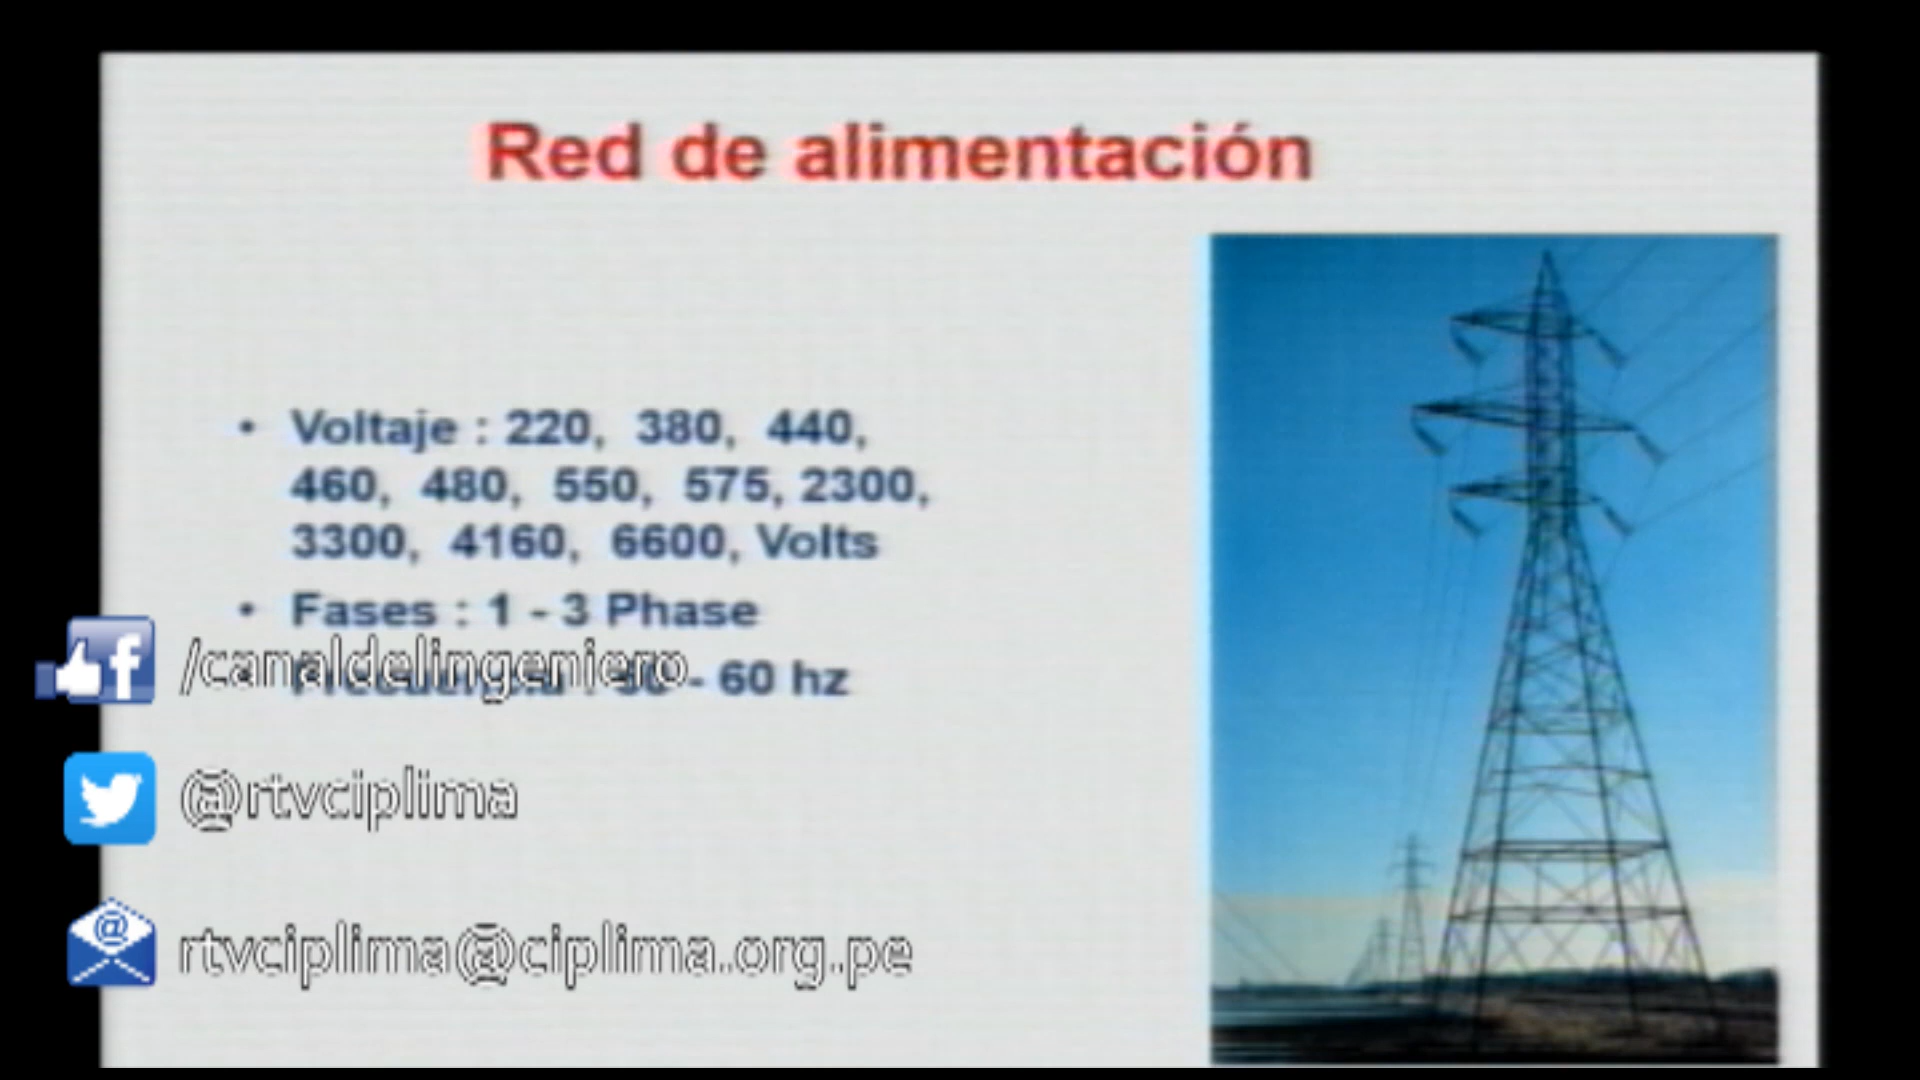 Red de alimentación
• Voltaje : 220, 380, 440,
460, 480, 550, 575, 2300,
3300, 4160, 6600, Volts
• Fases : 1 - 3 Phase
- 60 hz
/canaldelingeniero
@rtvciplima
rtvciplima@ciplima.org.pe